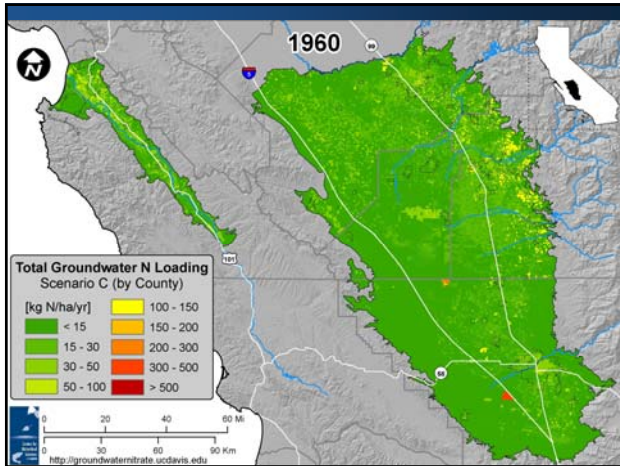 1960
N
99
5
101
58
Total Groundwater N Loading
Scenario C (by County)
[kg N/ha/yr]
< 15
15 - 30
30 - 50
50 - 100
100 - 150
150 - 200
200 - 300
300 - 500
> 500
0 20 40 60 Mi
0 30 60 90 Km
http://groundwaternitrate.ucdavis.edu